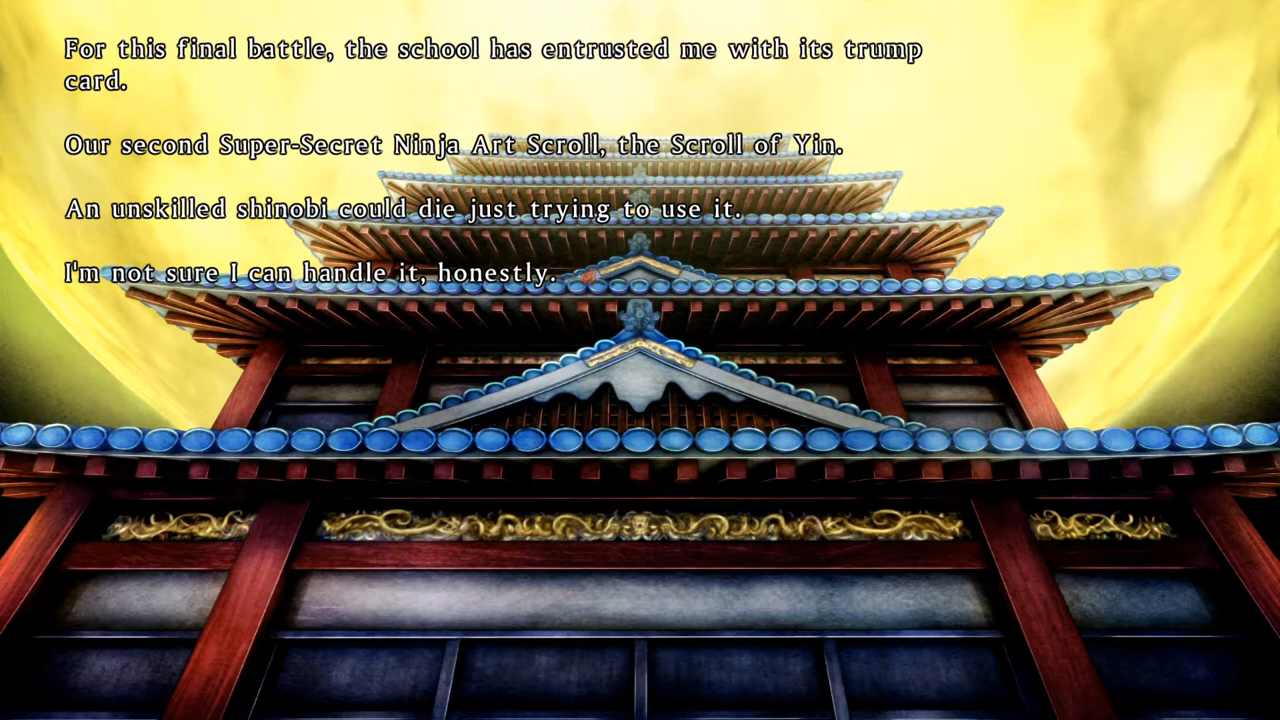 For this final battle, the school has entrusted me with its trump
card.
Our second Super-Secret Ninja Art Scroll, the Scroll of Yin.
An unskilled shinobi could die just trying to use it.
I'm not sure I can handle it, honestly.